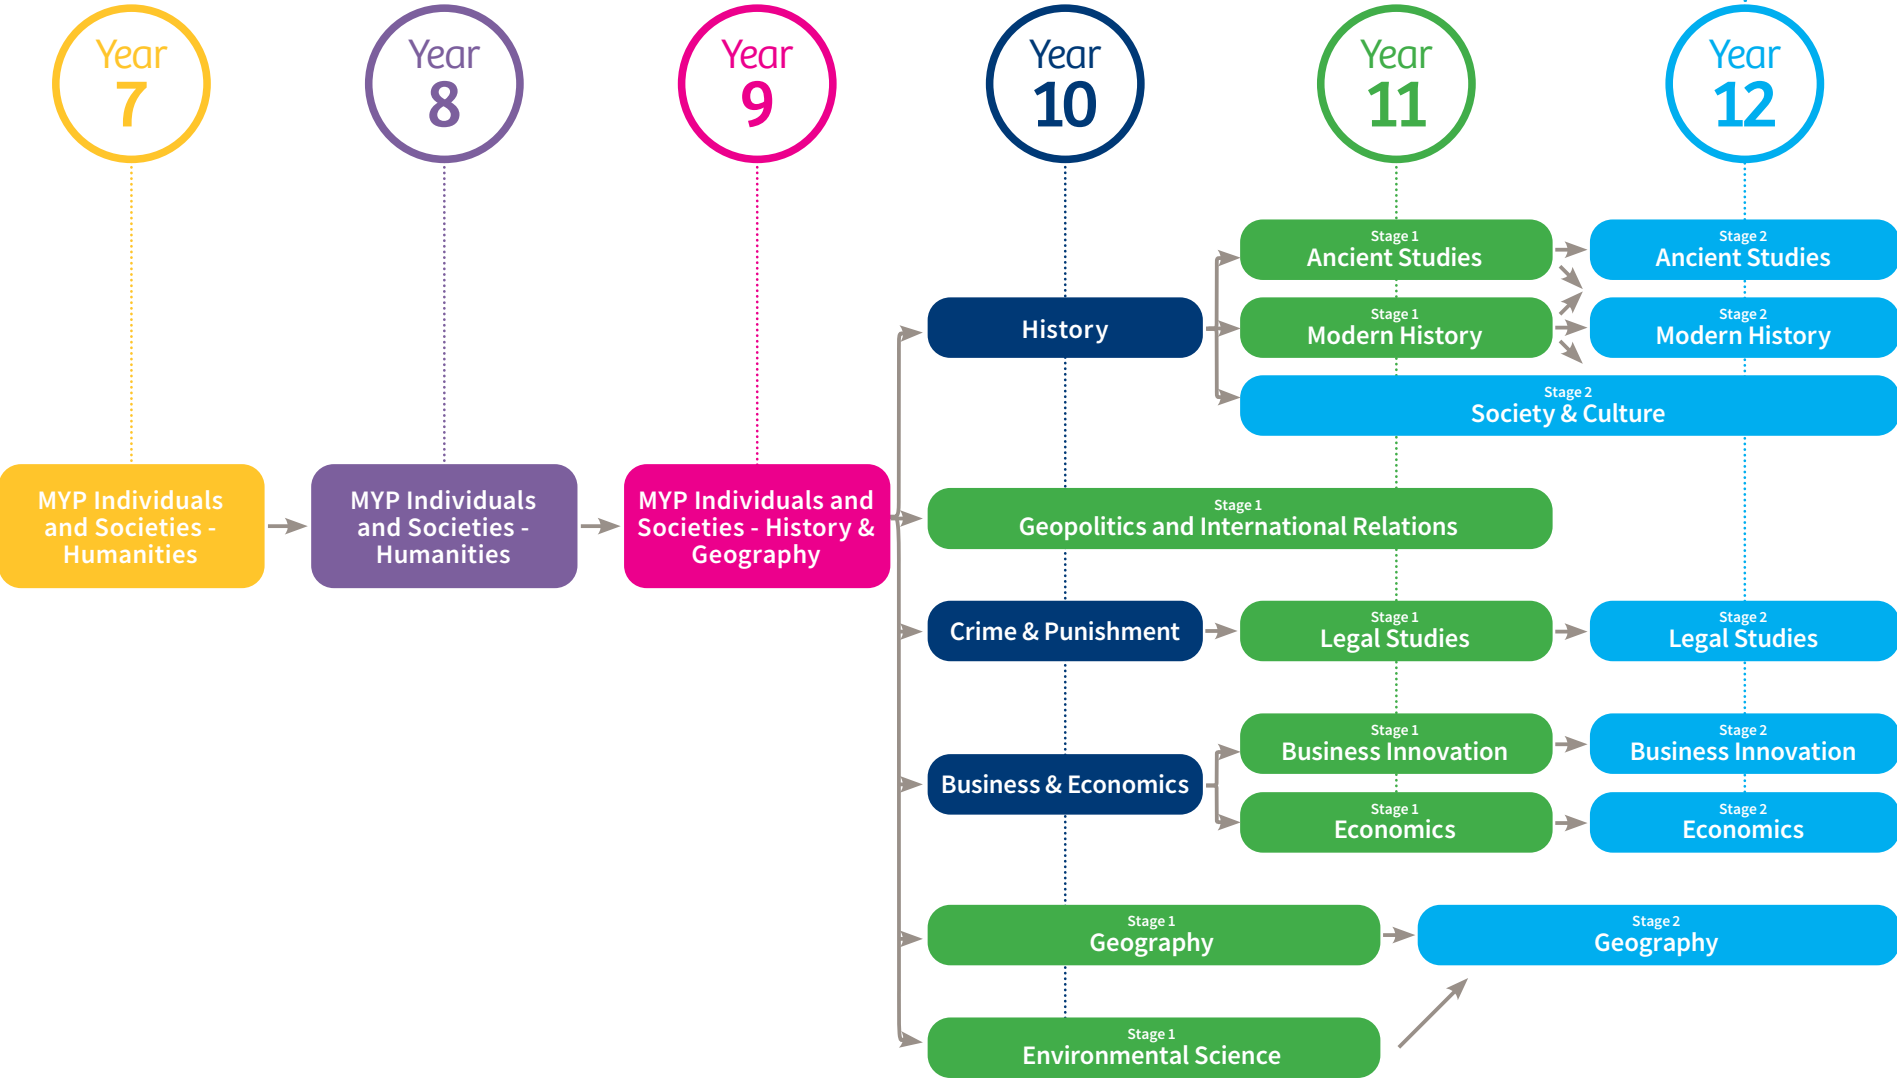 Year
7
Year
8
Year
9
Year
10
Year
11
Year
12
MYP Individuals
and Societies -
Humanities
MYP Individuals
and Societies -
Humanities
MYP Individuals and
Societies - History &
Geography
History
Stage 1
Ancient Studies
Stage 2
Ancient Studies
Stage 1
Modern History
Stage 2
Modern History
Stage 2
Society & Culture
Stage 1
Geopolitics and International Relations
Crime & Punishment
Stage 1
Legal Studies
Stage 2
Legal Studies
Business & Economics
Stage 1
Business Innovation
Stage 2
Business Innovation
Stage 1
Economics
Stage 2
Economics
Stage 1
Geography
Stage 2
Geography
Stage 1
Environmental Science